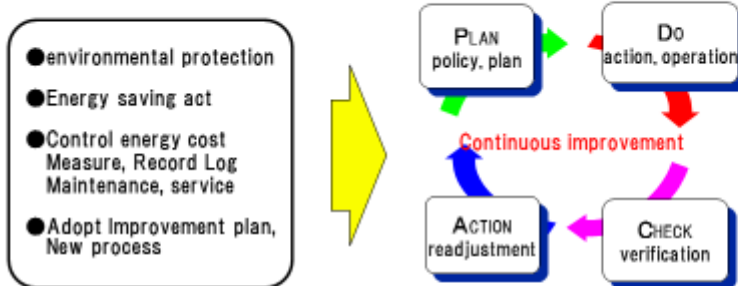 ●environmental protection
●Energy saving act
●Control energy cost
Measure, Record Log
Maintenance, service
●Adopt Improvement plan,
New process
PLAN
policy, plan
DO
action, operation
Continuous improvement
ACTION
readjustment
CHECK
verification